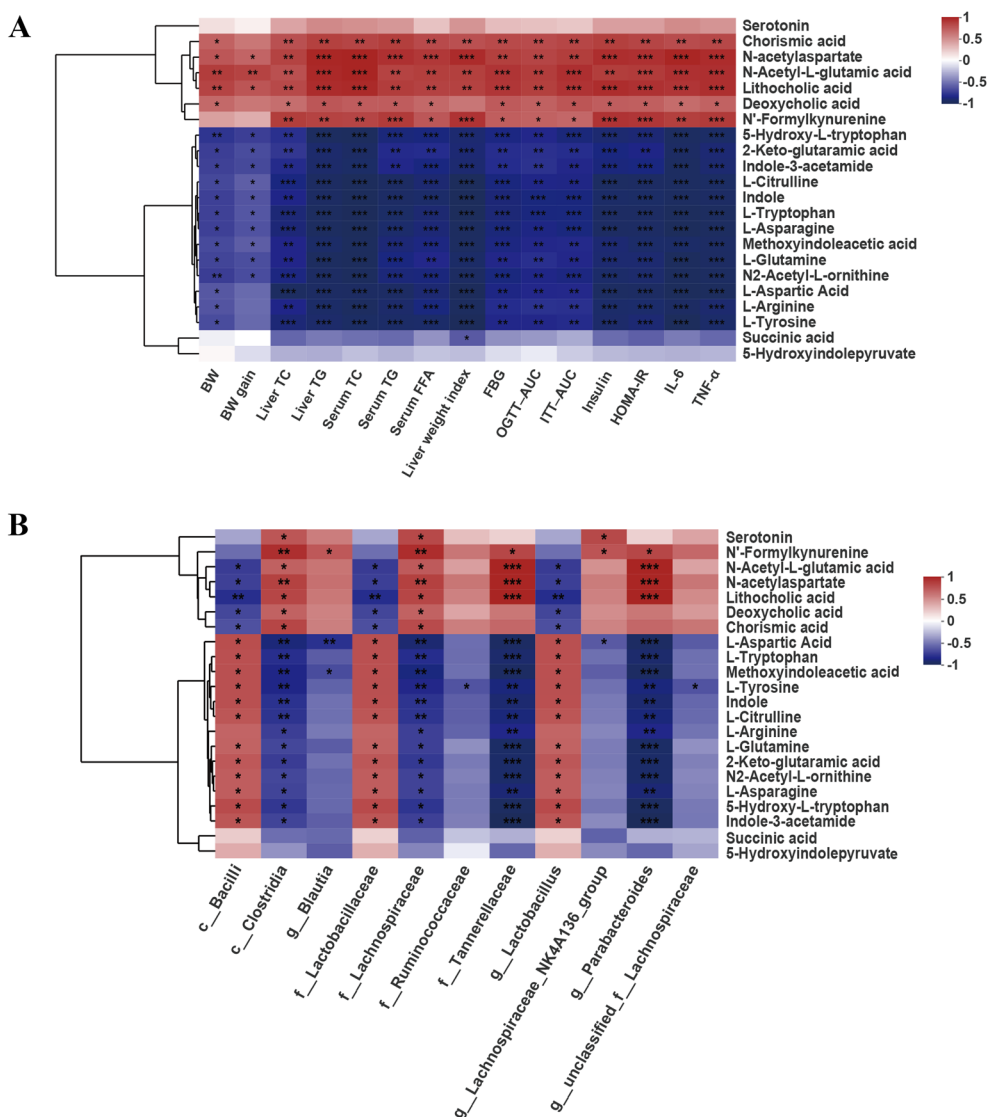 A
Serotonin
Chorismic acid
N-acetylaspartate
N-Acetyl-L-glutamic acid
Lithocholic acid
Deoxycholic acid
N'-Formylkynurenine
5-Hydroxy-L-tryptophan
2-Keto-glutaramic acid
Indole-3-acetamide
L-Citrulline
Indole
L-Tryptophan
L-Asparagine
Methoxyindoleacetic acid
L-Glutamine
N2-Acetyl-L-ornithine
L-Aspartic Acid
L-Arginine
L-Tyrosine
Succinic acid
5-Hydroxyindolepyruvate
1
0.5
0
-0.5
-1
BW
BW gain
Liver TC
Liver TG
Serum TC
Serum TG
Serum FFA
Liver weight index
FBG
OGTT-AUC
ITT-AUC
Insulin
HOMA-IR
IL-6
TNF-α
B
Serotonin
N'-Formylkynurenine
N-Acetyl-L-glutamic acid
N-acetylaspartate
Lithocholic acid
Deoxycholic acid
Chorismic acid
L-Aspartic Acid
L-Tryptophan
Methoxyindoleacetic acid
L-Tyrosine
Indole
L-Citrulline
L-Arginine
L-Glutamine
2-Keto-glutaramic acid
N2-Acetyl-L-ornithine
L-Asparagine
5-Hydroxy-L-tryptophan
Indole-3-acetamide
Succinic acid
5-Hydroxyindolepyruvate
1
0.5
0
-0.5
-1
c__Bacilli
c__Clostridia
g__Blautia
f__Lactobacillaceae
f__Lachnospiraceae
f__Ruminococcaceae
f__Tannerellaceae
g__Lactobacillus
g__Lachnospiraceae_NK4A136_group
g__Parabacteroides
g__unclassified_f__Lachnospiraceae